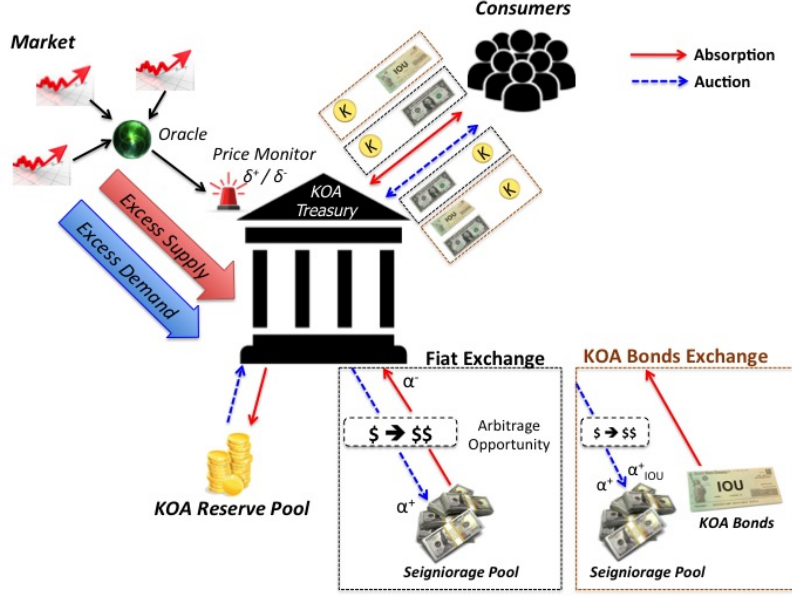 Consumers
Market
Absorption
Auction
IOU
K
K
Oracle
Price Monitor
δ⁺ / δ⁻
K
K
IOU
KOA
Treasury
Excess Supply
Excess Demand
Fiat Exchange
KOA Bonds Exchange
α⁻
$ ➔ $$
Arbitrage
Opportunity
$ ➔ $$
α⁺
α⁺ α⁺IOU
IOU
KOA Reserve Pool
KOA Bonds
Seigniorage Pool
Seigniorage Pool